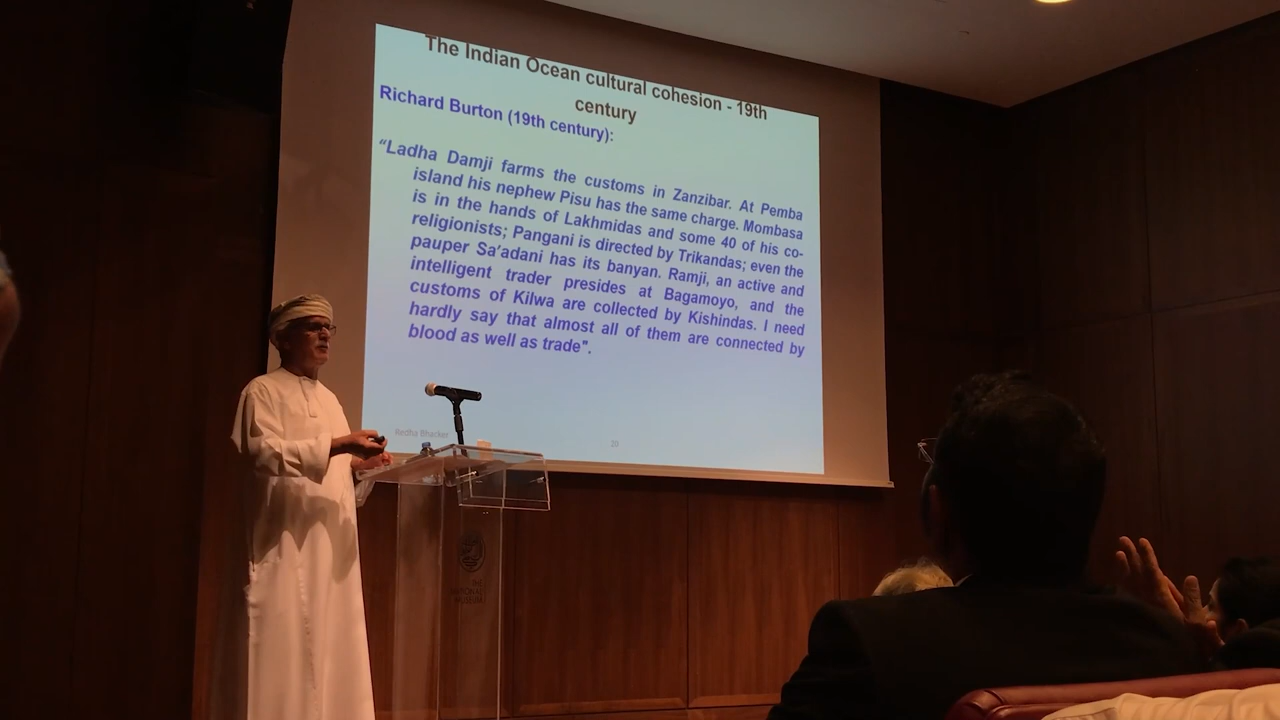 The Indian Ocean cultural cohesion - 19th
century
Richard Burton (19th century):
“Ladha Damji farms the customs in Zanzibar. At Pemba
island his nephew Pisu has the same charge. Mombasa
is in the hands of Lakhmidas and some 40 of his co-
religionists; Pangani is directed by Trikandas; even the
pauper Sa’adani has its banyan. Ramji, an active and
intelligent trader presides at Bagamoyo, and the
customs of Kilwa are collected by Kishindas. I need
hardly say that almost all of them are connected by
blood as well as trade”.
Redha Bhacker
20
THE
NATIONAL
MUSEUM